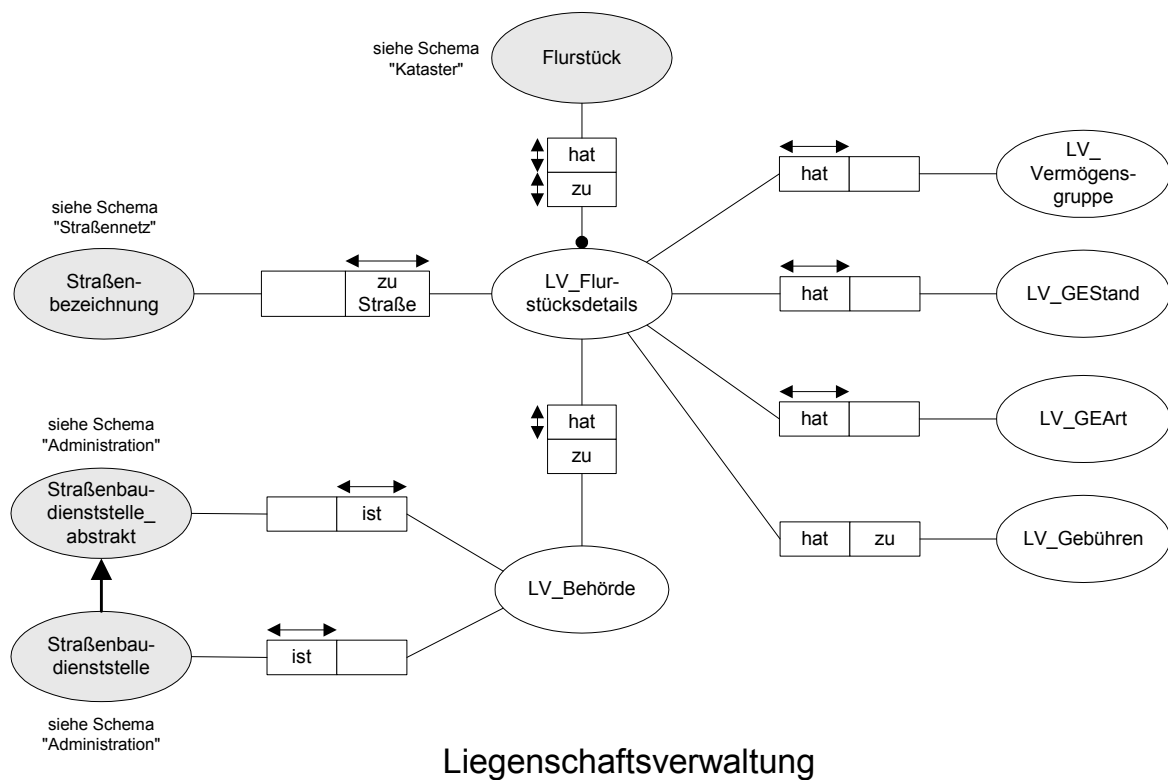 siehe Schema
"Kataster"
Flurstück
hat
zu
siehe Schema
"Straßennetz"
Straßen-
bezeichnung
zu
Straße
LV_Flur-
stücksdetails
hat
LV_
Vermögens-
gruppe
hat
LV_GEStand
hat
LV_GEArt
hat
zu
LV_Gebühren
hat
zu
siehe Schema
"Administration"
Straßenbau-
dienststelle_
abstrakt
ist
LV_Behörde
Straßenbau-
dienststelle
ist
siehe Schema
"Administration"
Liegenschaftsverwaltung